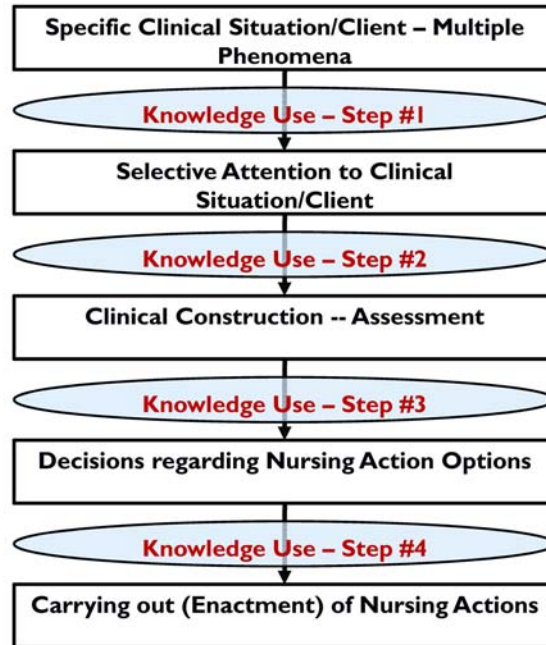 Specific Clinical Situation/Client – Multiple
Phenomena
Knowledge Use – Step #1
Selective Attention to Clinical
Situation/Client
Knowledge Use – Step #2
Clinical Construction -- Assessment
Knowledge Use – Step #3
Decisions regarding Nursing Action Options
Knowledge Use – Step #4
Carrying out (Enactment) of Nursing Actions